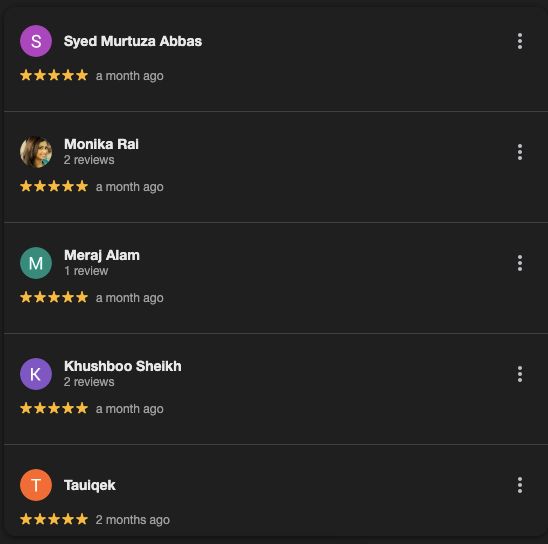 S
Syed Murtuza Abbas
★★★★★ a month ago
Monika Rai
2 reviews
★★★★★ a month ago
M
Meraj Alam
1 review
★★★★★ a month ago
K
Khushboo Sheikh
2 reviews
★★★★★ a month ago
T
Tauiqek
★★★★★ 2 months ago